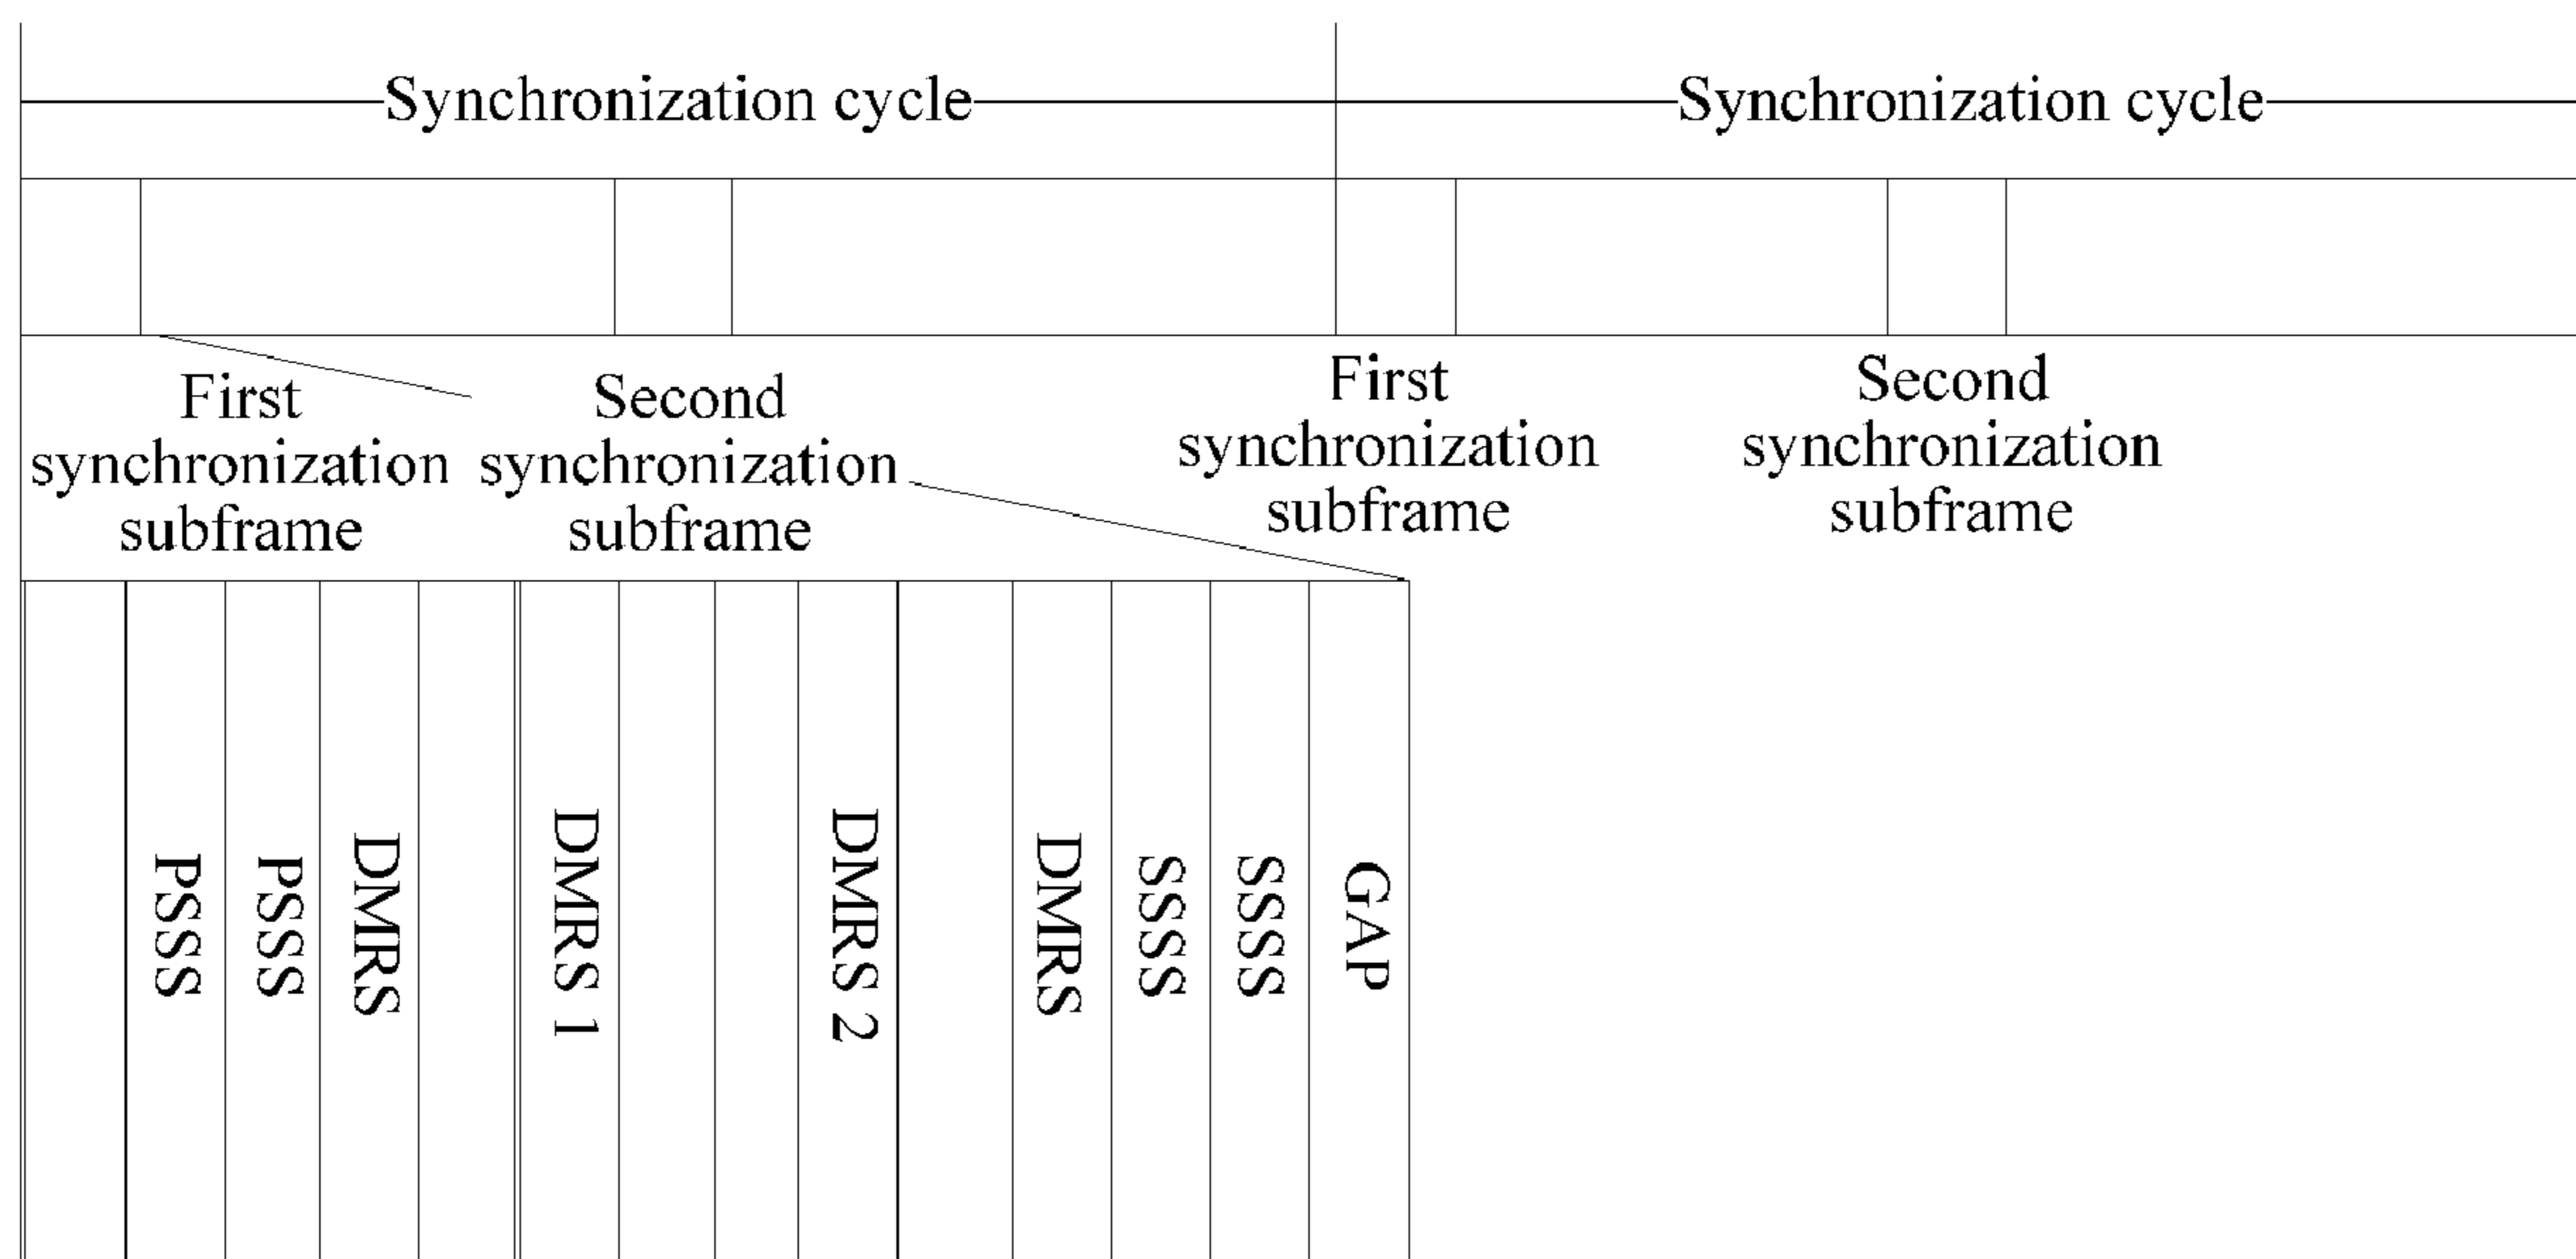 Synchronization cycle
Synchronization cycle
First
synchronization
subframe
Second
synchronization
subframe
First
synchronization
subframe
Second
synchronization
subframe
PSSS
PSSS
DMRS
DMRS 1
DMRS 2
DMRS
SSSS
SSSS
GAP